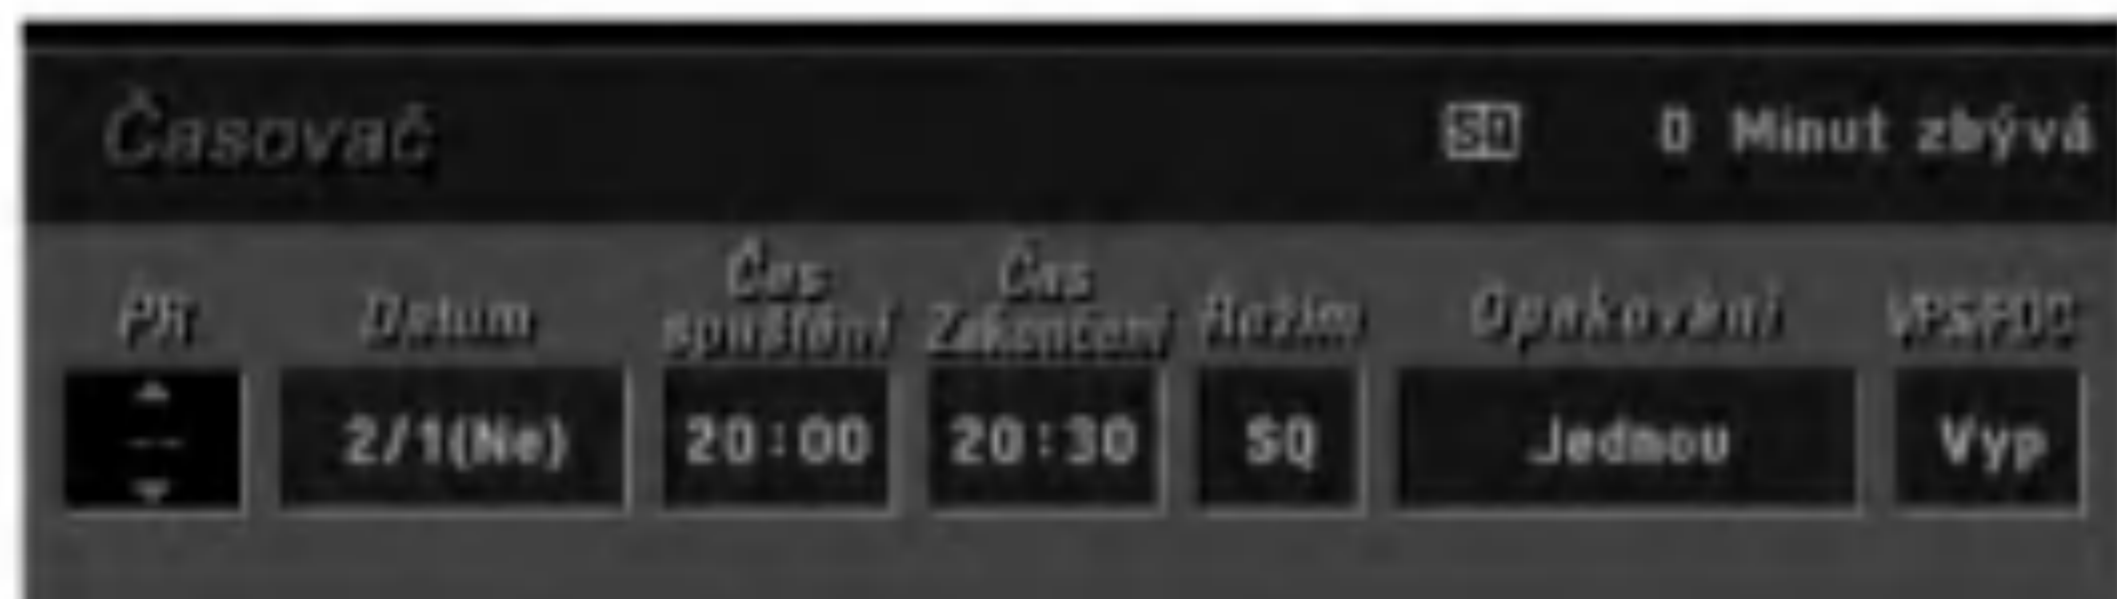 Časovač SQ 0 Minut zbývá
PR Datum Čas spuštění Čas Zakončení Režim Opakování VPS/PDC
-- 2/1(Ne) 20:00 20:30 SQ Jednou Vyp